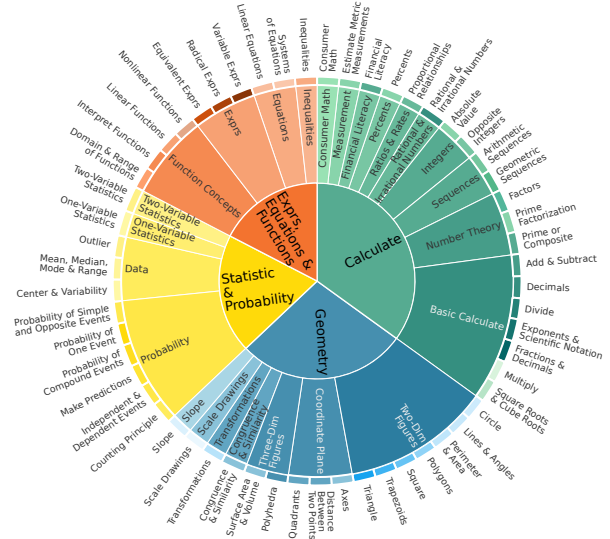 Exprs,
Equations &
Functions
Calculate
Statistic
&
Probability
Geometry
Consumer Math
Measurement
Financial Literacy
Percents
Ratios & Rates
Rational &
Irrational Numbers
Integers
Sequences
Number Theory
Basic Calculate
Two-Dim
Figures
Coordinate Plane
Three-Dim
Figures
Congruence
& Similarity
Transformations
Scale Drawings
Slope
Probability
Data
One-Variable
Statistics
Two-Variable
Statistics
Function Concepts
Exprs
Equations
Inequalities
Consumer
Math
Estimate Metric
Measurements
Financial
Literacy
Percents
Proportional
Relationships
Rational &
Irrational Numbers
Absolute
Value
Opposite
Integers
Arithmetic
Sequences
Geometric
Sequences
Factors
Prime
Factorization
Prime or
Composite
Add & Subtract
Decimals
Divide
Exponents &
Scientific Notation
Fractions &
Decimals
Multiply
Square Roots
& Cube Roots
Circle
Lines & Angles
Perimeter
& Area
Polygons
Square
Trapezoids
Triangle
Axes
Distance
Between
Two Points
Quadrants
Polyhedra
Surface Area
& Volume
Congruence
& Similarity
Transformations
Scale Drawings
Slope
Counting Principle
Independent &
Dependent Events
Make Predictions
Probability of
Compound Events
Probability of
One Event
Probability of Simple
and Opposite Events
Center & Variability
Mean, Median,
Mode & Range
Outlier
One-Variable
Statistics
Two-Variable
Statistics
Domain & Range
of Functions
Interpret Functions
Linear Functions
Nonlinear Functions
Equivalent Exprs
Radical Exprs
Variable Exprs
Linear Equations
Systems
of Equations
Inequalities